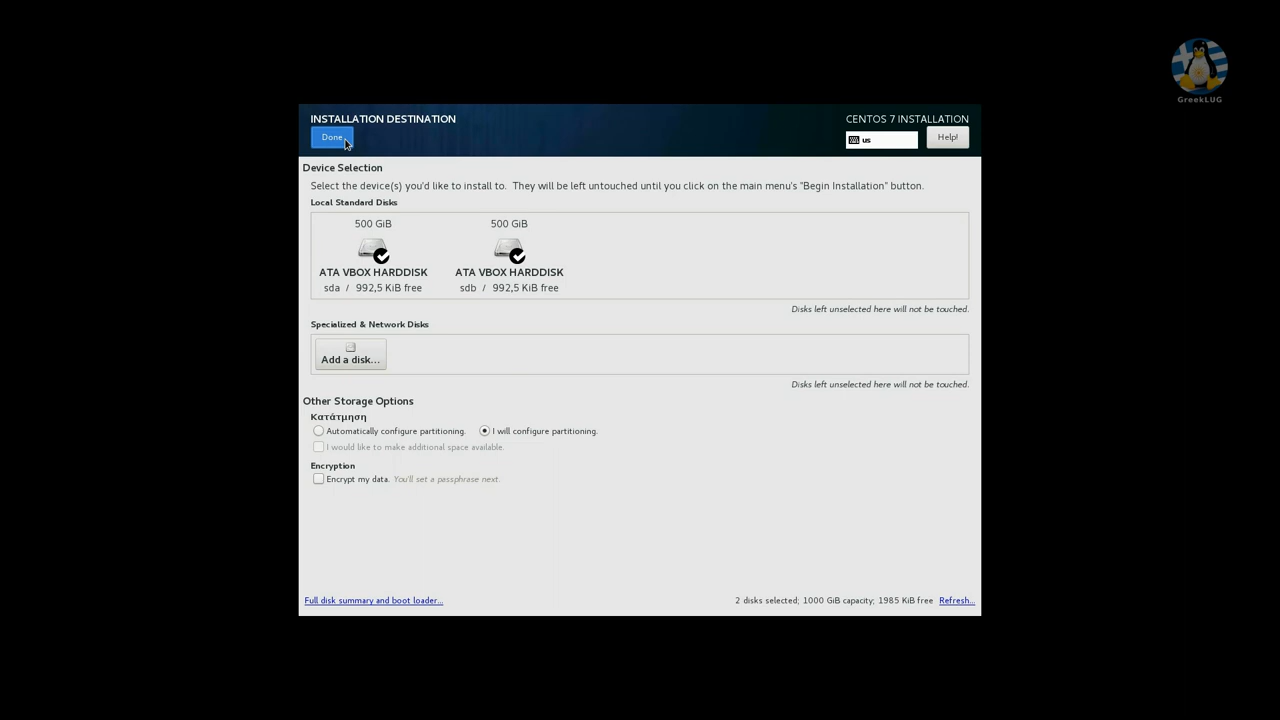 GreekLUG
INSTALLATION DESTINATION
CENTOS 7 INSTALLATION
Done
us
Help!
Device Selection
Select the device(s) you'd like to install to. They will be left untouched until you click on the main menu's "Begin Installation" button.
Local Standard Disks
500 GiB
ATA VBOX HARDDISK
sda / 992,5 KiB free
500 GiB
ATA VBOX HARDDISK
sdb / 992,5 KiB free
Disks left unselected here will not be touched.
Specialized & Network Disks
Add a disk...
Disks left unselected here will not be touched.
Other Storage Options
Κατάτμηση
Automatically configure partitioning.
I will configure partitioning.
I would like to make additional space available.
Encryption
Encrypt my data. You'll set a passphrase next.
Full disk summary and boot loader...
2 disks selected; 1000 GiB capacity; 1985 KiB free
Refresh...